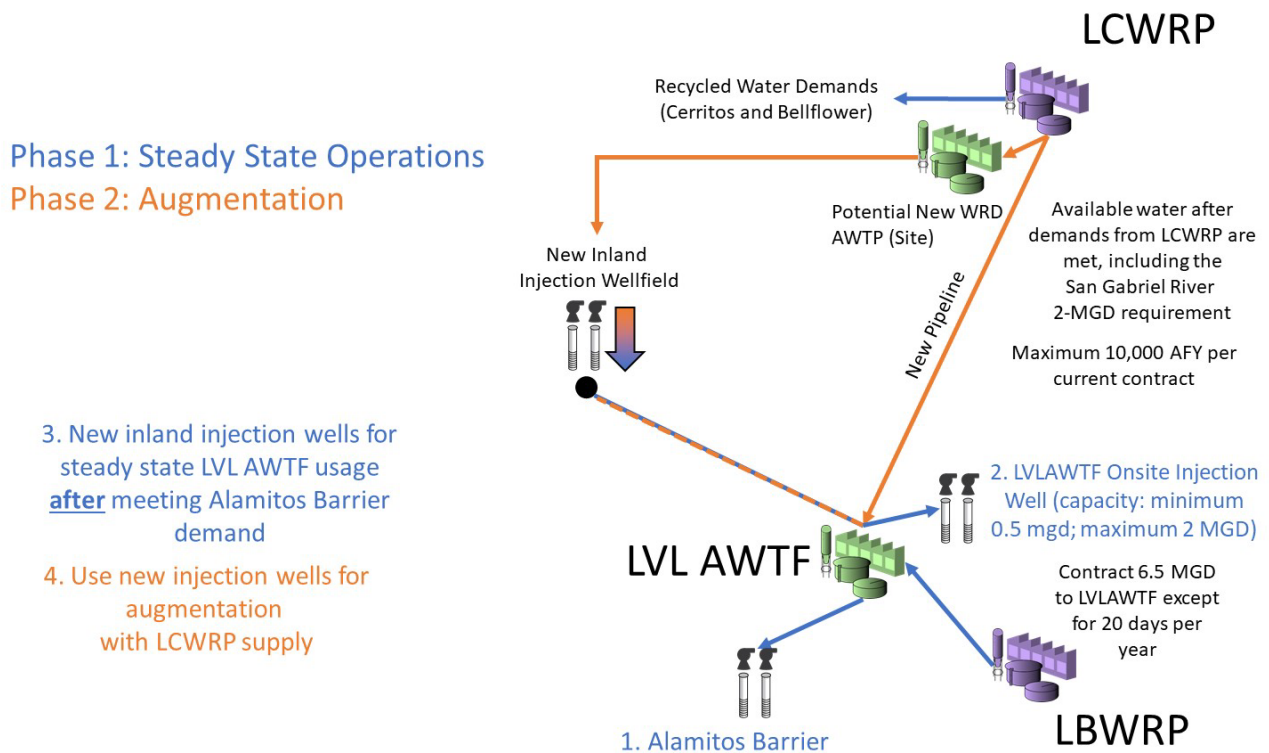 LCWRP
Recycled Water Demands
(Cerritos and Bellflower)
Phase 1: Steady State Operations
Phase 2: Augmentation
Potential New WRD
AWTP (Site)
Available water after
demands from LCWRP are
met, including the
San Gabriel River
2-MGD requirement
Maximum 10,000 AFY per
current contract
New Inland
Injection Wellfield
New Pipeline
3. New inland injection wells for
steady state LVL AWTF usage
after meeting Alamitos Barrier
demand
4. Use new injection wells for
augmentation
with LCWRP supply
2. LVLAWTF Onsite Injection
Well (capacity: minimum
0.5 mgd; maximum 2 MGD)
LVL AWTF
Contract 6.5 MGD
to LVLAWTF except
for 20 days per
year
LBWRP
1. Alamitos Barrier